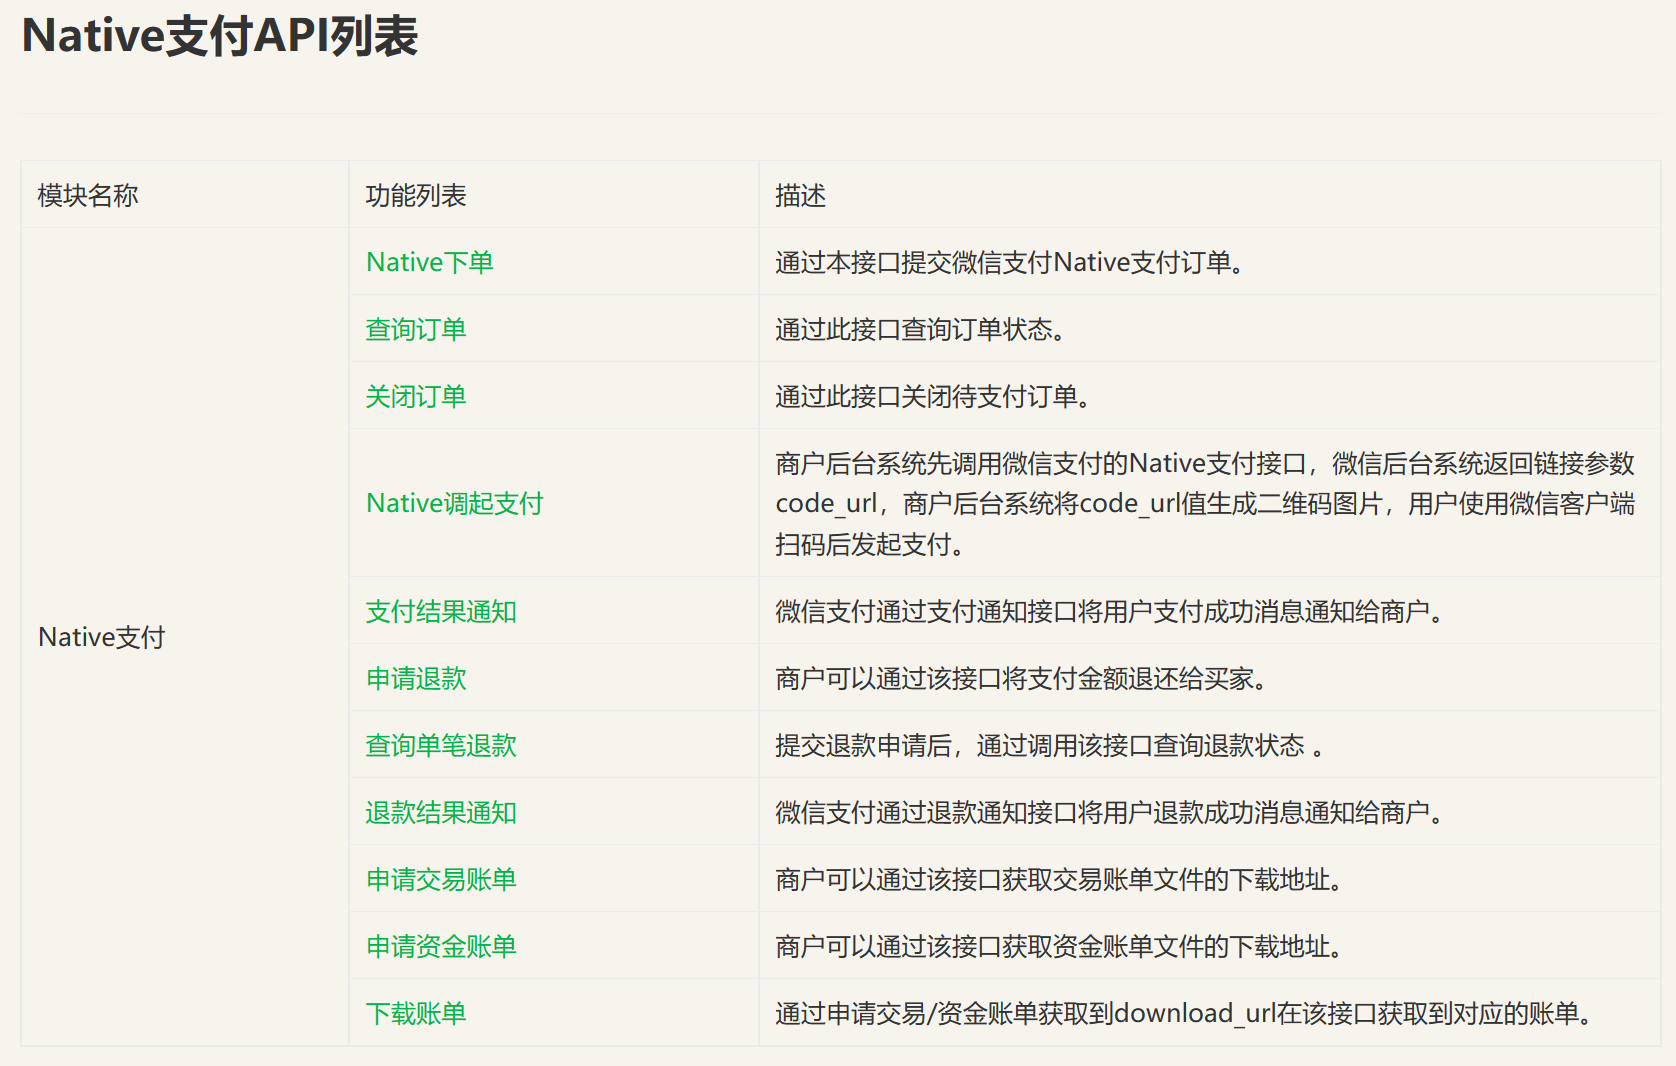 Native支付API列表
模块名称
功能列表
描述
Native支付
Native下单
通过本接口提交微信支付Native支付订单。
查询订单
通过此接口查询订单状态。
关闭订单
通过此接口关闭待支付订单。
Native调起支付
商户后台系统先调用微信支付的Native支付接口，微信后台系统返回链接参数
code_url，商户后台系统将code_url值生成二维码图片，用户使用微信客户端
扫码后发起支付。
支付结果通知
微信支付通过支付通知接口将用户支付成功消息通知给商户。
申请退款
商户可以通过该接口将支付金额退还给买家。
查询单笔退款
提交退款申请后，通过调用该接口查询退款状态 。
退款结果通知
微信支付通过退款通知接口将用户退款成功消息通知给商户。
申请交易账单
商户可以通过该接口获取交易账单文件的下载地址。
申请资金账单
商户可以通过该接口获取资金账单文件的下载地址。
下载账单
通过申请交易/资金账单获取到download_url在该接口获取到对应的账单。